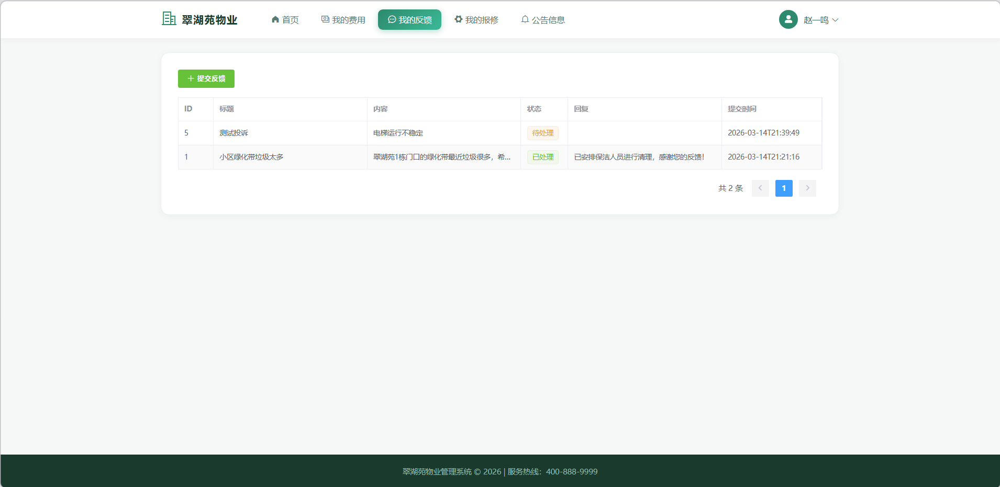 翠湖苑物业 首页 我的费用 我的反馈 我的报修 公告信息 赵一鸣
提交反馈
ID 标题 内容 状态 回复 提交时间
5 测试投诉 电梯运行不稳定 待处理 2026-03-14T21:39:49
1 小区绿化带垃圾太多 翠湖苑1栋门口的绿化带最近垃圾很多，希... 已处理 已安排保洁人员进行清理，感谢您的反馈！ 2026-03-14T21:21:16
共 2 条 1
翠湖苑物业管理系统 © 2026 | 服务热线：400-888-9999